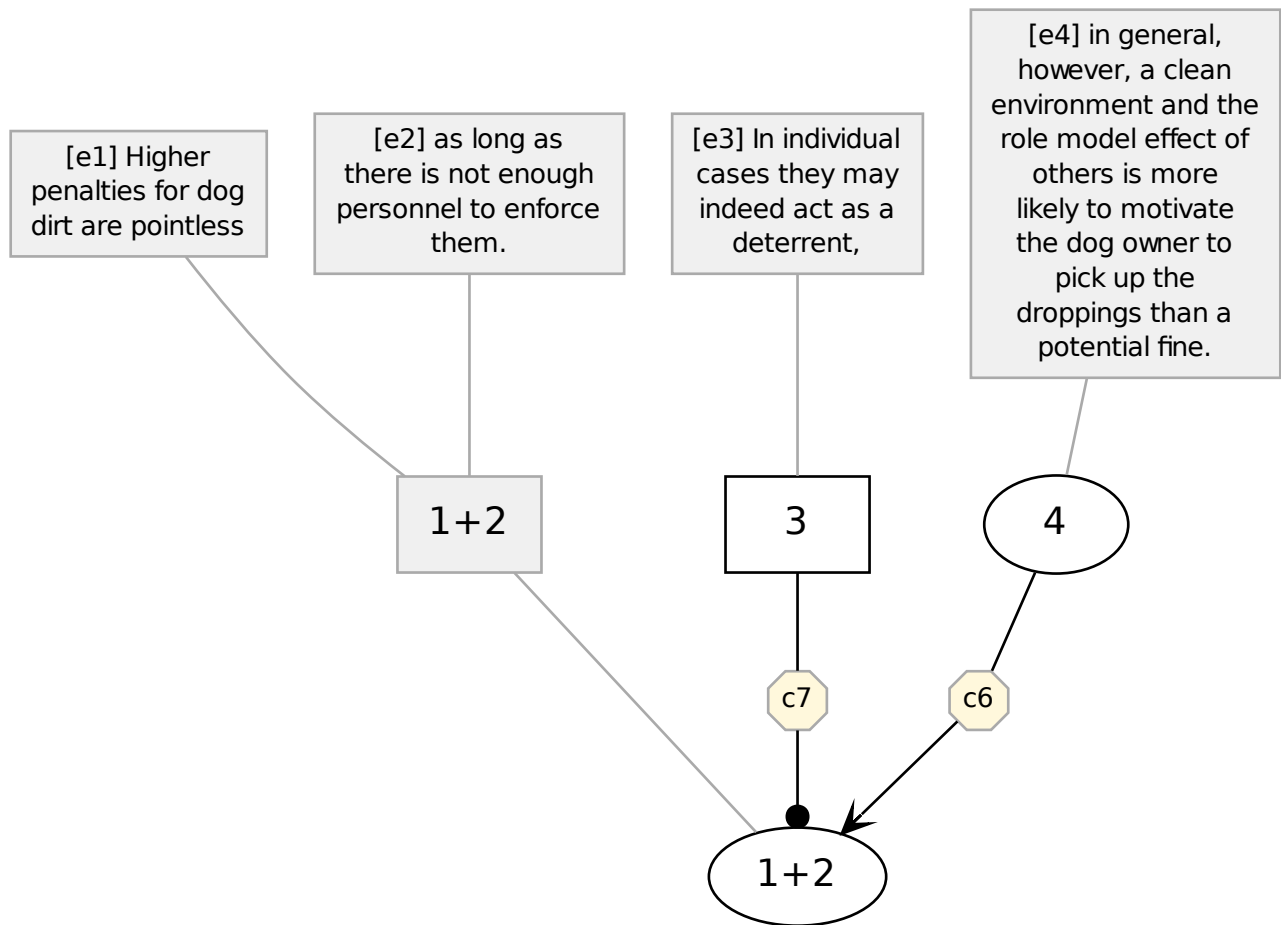 [e1] Higher
penalties for dog
dirt are pointless
[e2] as long as
there is not enough
personnel to enforce
them.
[e3] In individual
cases they may
indeed act as a
deterrent,
[e4] in general,
however, a clean
environment and the
role model effect of
others is more
likely to motivate
the dog owner to
pick up the
droppings than a
potential fine.
1+2
3
4
c7
c6
1+2